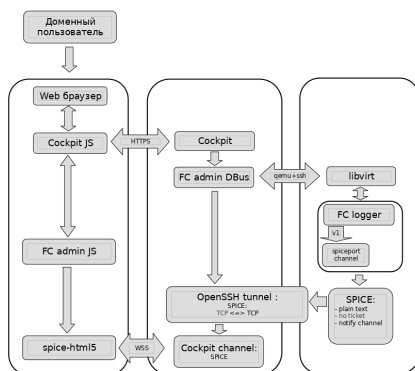 Доменный
пользователь
Web браузер
Cockpit JS
HTTPS
Cockpit
FC admin DBus
qemu+ssh
libvirt
FC logger
v1
spiceport
channel
FC admin JS
OpenSSH tunnel :
SPICE:
TCP <=> TCP
SPICE:
- plain text
- no ticket
- notify channel
spice-html5
WSS
Cockpit channel:
SPICE